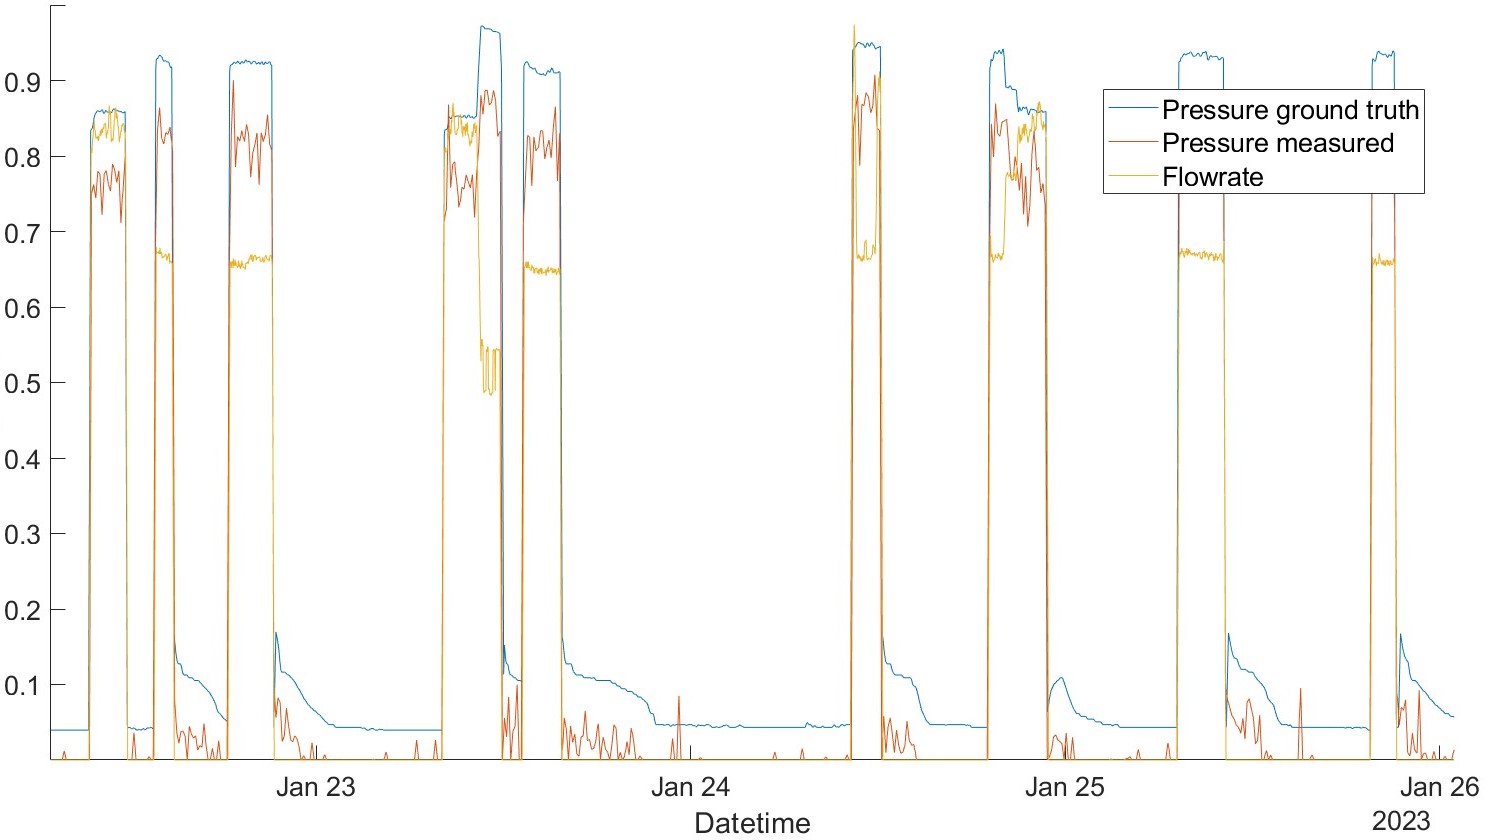 0.9
0.8
0.7
0.6
0.5
0.4
0.3
0.2
0.1
Pressure ground truth
Pressure measured
Flowrate
Jan 23
Jan 24
Jan 25
Jan 26
Datetime
2023